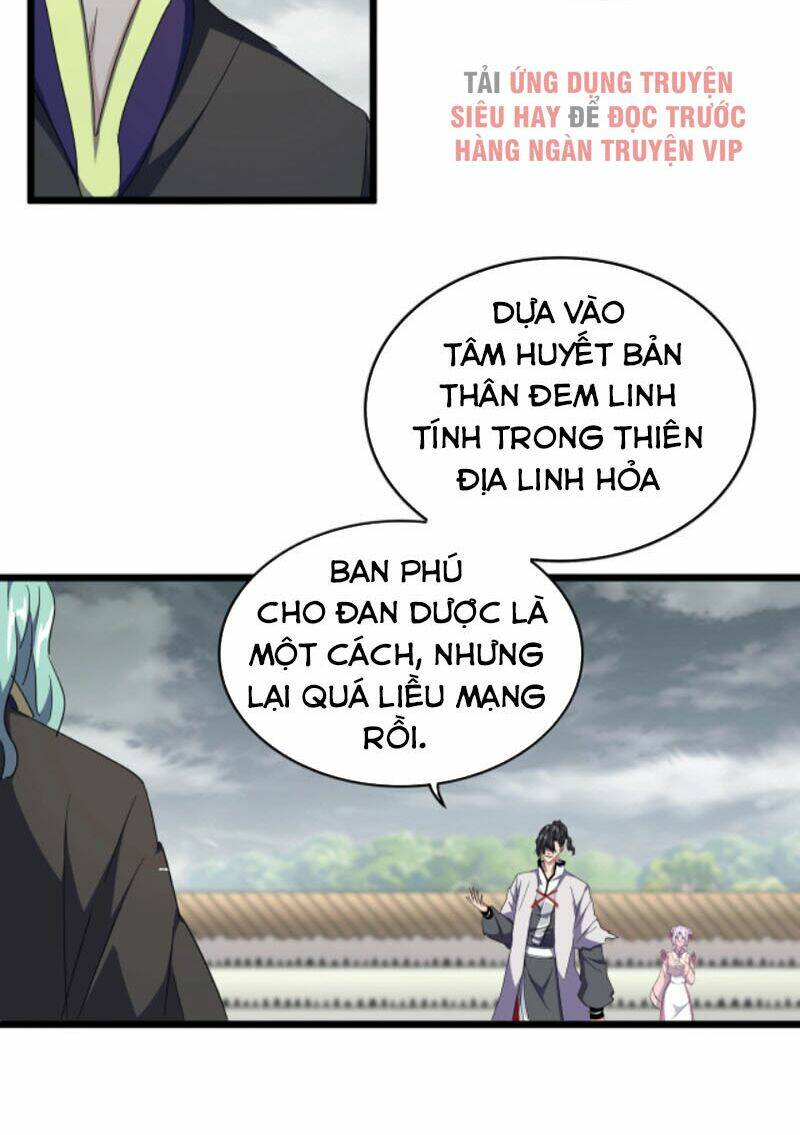 TẢI ỨNG DỤNG TRUYỆN
SIÊU HAY ĐỂ ĐỌC TRƯỚC
HÀNG NGÀN TRUYỆN VIP
DỰA VÀO
TÂM HUYẾT BẢN
THÂN ĐEM LINH
TÍNH TRONG THIÊN
ĐỊA LINH HỎA
BAN PHÚ
CHO ĐAN DƯỢC LÀ
MỘT CÁCH, NHƯNG
LẠI QUÁ LIỀU MẠNG
RỒI.